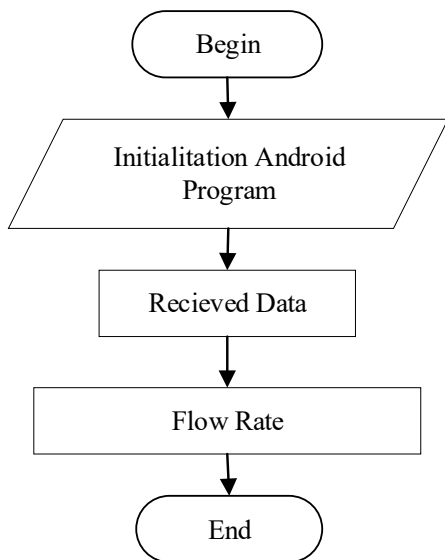 Begin
Initialitation Android
Program
Recieved Data
Flow Rate
End